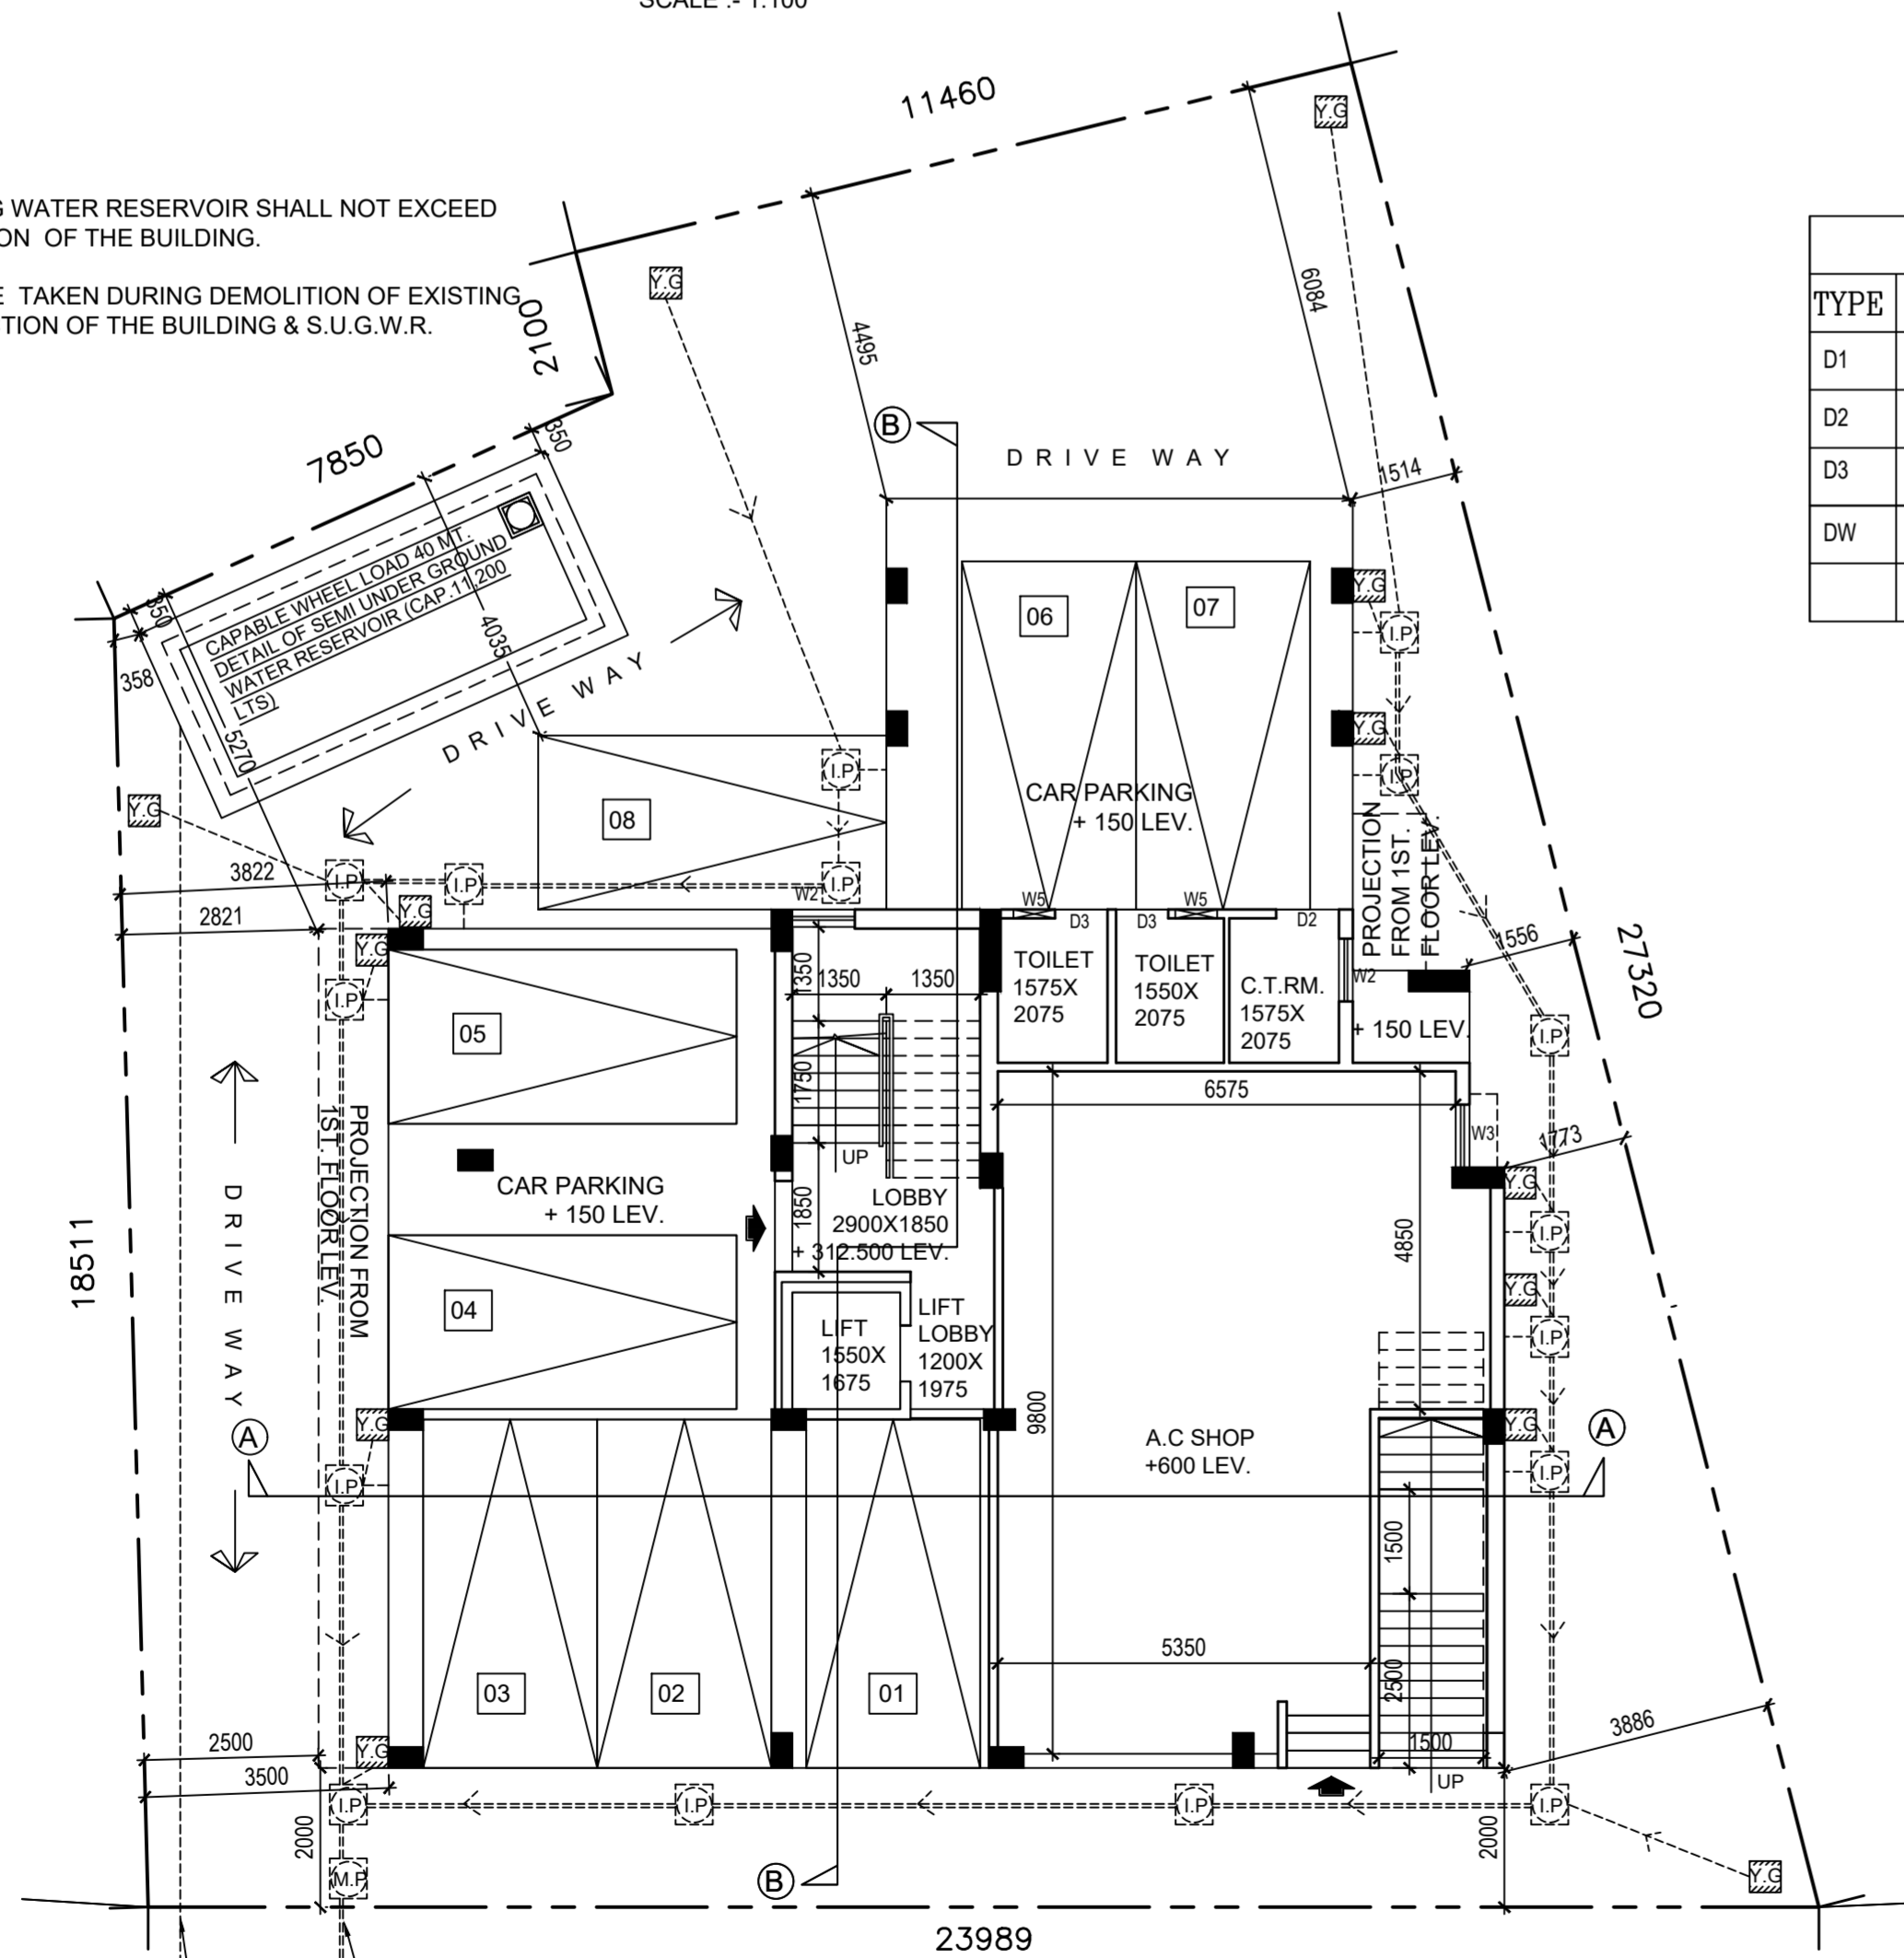 SCALE :- 1:100
11460
Y.G
G WATER RESERVOIR SHALL NOT EXCEED
ON OF THE BUILDING.
E TAKEN DURING DEMOLITION OF EXISTING
TION OF THE BUILDING & S.U.G.W.R.
Y.G
2100
6084
4495
TYPE
D1
D2
D3
DW
7850
350
B
DRIVE WAY
1514
CAPABLE WHEEL LOAD 40 MT.
DETAIL OF SEMI UNDER GROUND
WATER RESERVOIR (CAP.11,200
LTS)
350
358
4035
5270
DRIVE WAY
06
07
Y.G
I.P
Y.G
I.P
I.P
08
CAR PARKING
+ 150 LEV.
PROJECTION
FROM 1ST.
FLOOR LEV.
Y.G
3822
2821
I.P
I.P
I.P
W2
W5
D3
D3
W5
D2
Y.G
Y.G
I.P
1556
27320
05
1350
1350
1350
TOILET
1575X
2075
TOILET
1550X
2075
C.T.RM.
1575X
2075
W2
+ 150 LEV.
I.P
1750
UP
6575
W3
1773
PROJECTION FROM
1ST. FLOOR LEV.
DRIVE WAY
18511
CAR PARKING
+ 150 LEV.
1850
LOBBY
2900X1850
+ 312.500 LEV.
4850
Y.G
I.P
Y.G
I.P
04
LIFT
1550X
1675
LIFT
LOBBY
1200X
1975
9800
A
Y.G
I.P
A.C SHOP
+600 LEV.
Y.G
I.P
A
1500
5350
2500
03
02
01
1500
UP
3886
2500
3500
Y.G
I.P
I.P
I.P
I.P
2000
2000
M.P
B
Y.G
23989